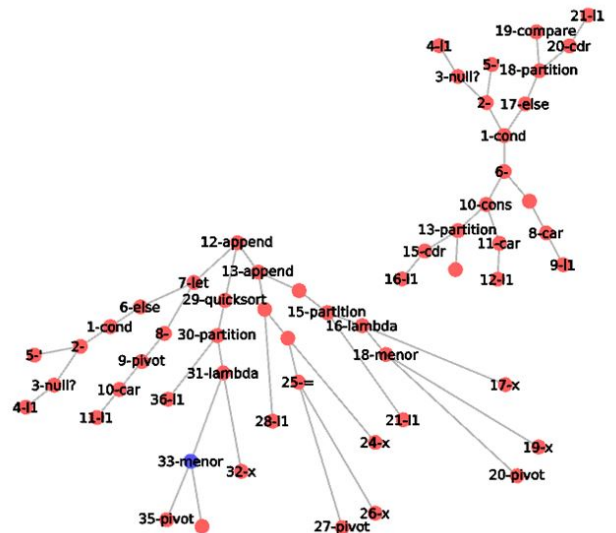 21-l1
19-compare
4-l1
20-cdr
5-'
18-partition
3-null?
2-
17-else
1-cond
6-
10-cons
13-partition
8-car
11-car
15-cdr
9-l1
16-l1
12-l1
12-append
13-append
7-let
29-quicksort
6-else
15-partition
1-cond
16-lambda
8-
30-partition
2-
5-'
18-menor
9-pivot
31-lambda
25-=
3-null?
17-x
10-car
36-l1
4-l1
11-l1
28-l1
21-l1
24-x
19-x
33-menor
32-x
20-pivot
26-x
35-pivot
27-pivot